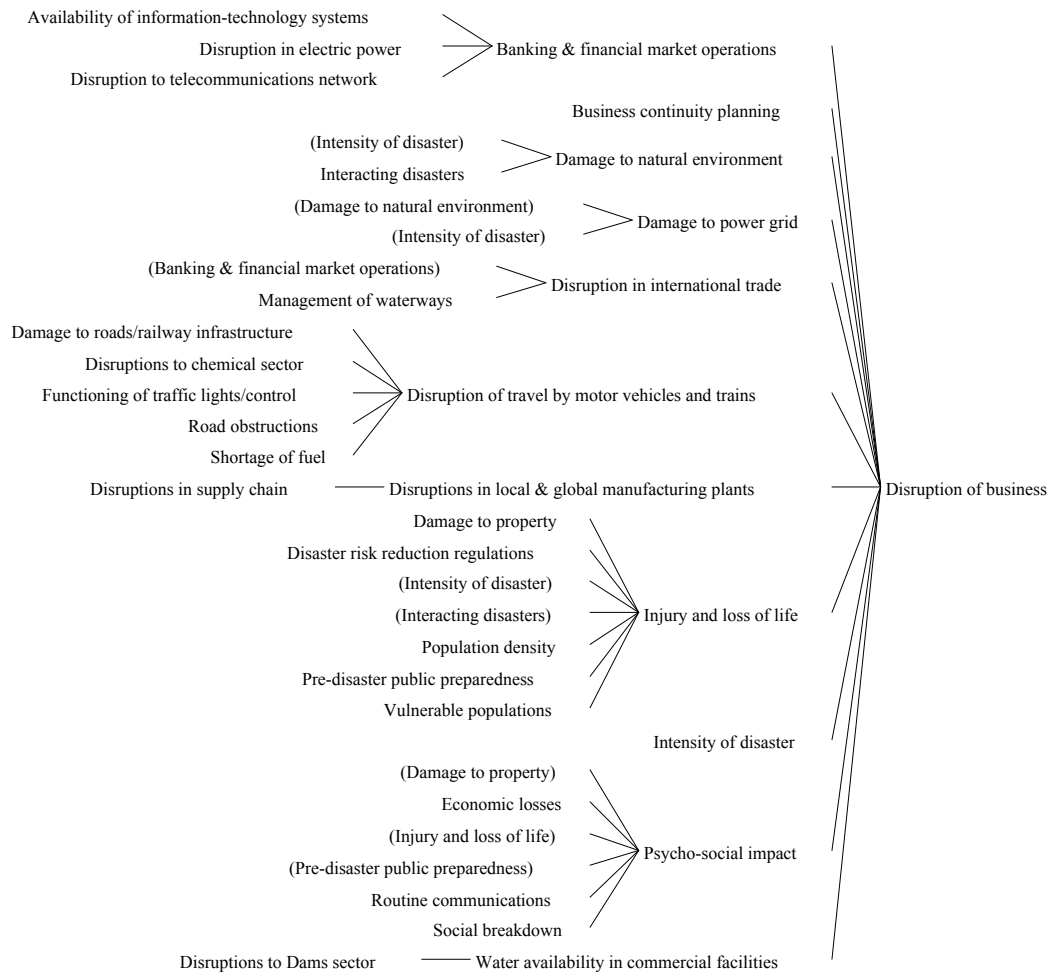 Availability of information-technology systems
Disruption in electric power
Banking & financial market operations
Disruption to telecommunications network
Business continuity planning
(Intensity of disaster)
Damage to natural environment
Interacting disasters
(Damage to natural environment)
Damage to power grid
(Intensity of disaster)
(Banking & financial market operations)
Disruption in international trade
Management of waterways
Damage to roads/railway infrastructure
Disruptions to chemical sector
Functioning of traffic lights/control
Disruption of travel by motor vehicles and trains
Road obstructions
Shortage of fuel
Disruptions in supply chain
Disruptions in local & global manufacturing plants
Disruption of business
Damage to property
Disaster risk reduction regulations
(Intensity of disaster)
(Interacting disasters)
Injury and loss of life
Population density
Pre-disaster public preparedness
Vulnerable populations
Intensity of disaster
(Damage to property)
Economic losses
(Injury and loss of life)
Psycho-social impact
(Pre-disaster public preparedness)
Routine communications
Social breakdown
Disruptions to Dams sector
Water availability in commercial facilities